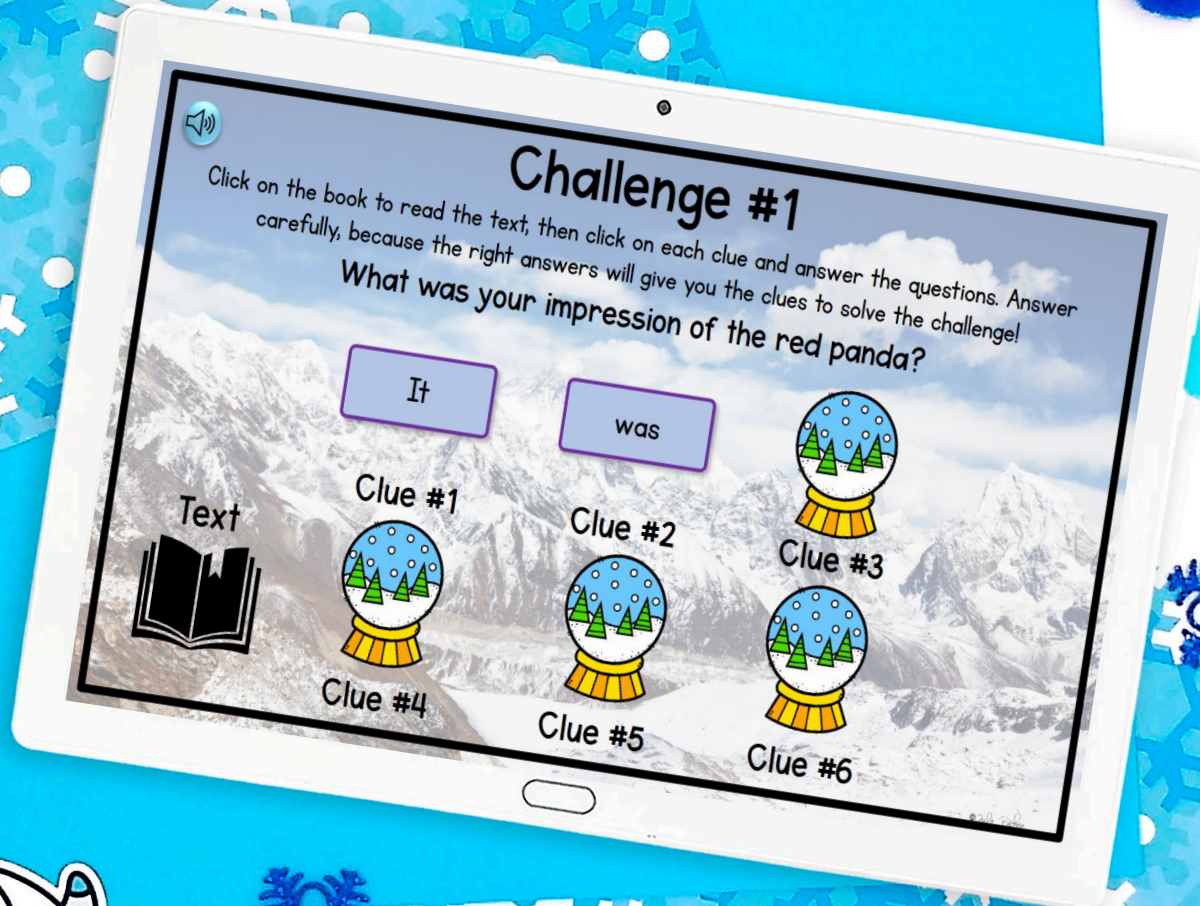 Challenge #1
Click on the book to read the text, then click on each clue and answer the questions. Answer
carefully, because the right answers will give you the clues to solve the challenge!
What was your impression of the red panda?
It
was
Clue #1
Clue #2
Clue #3
Text
Clue #4
Clue #5
Clue #6